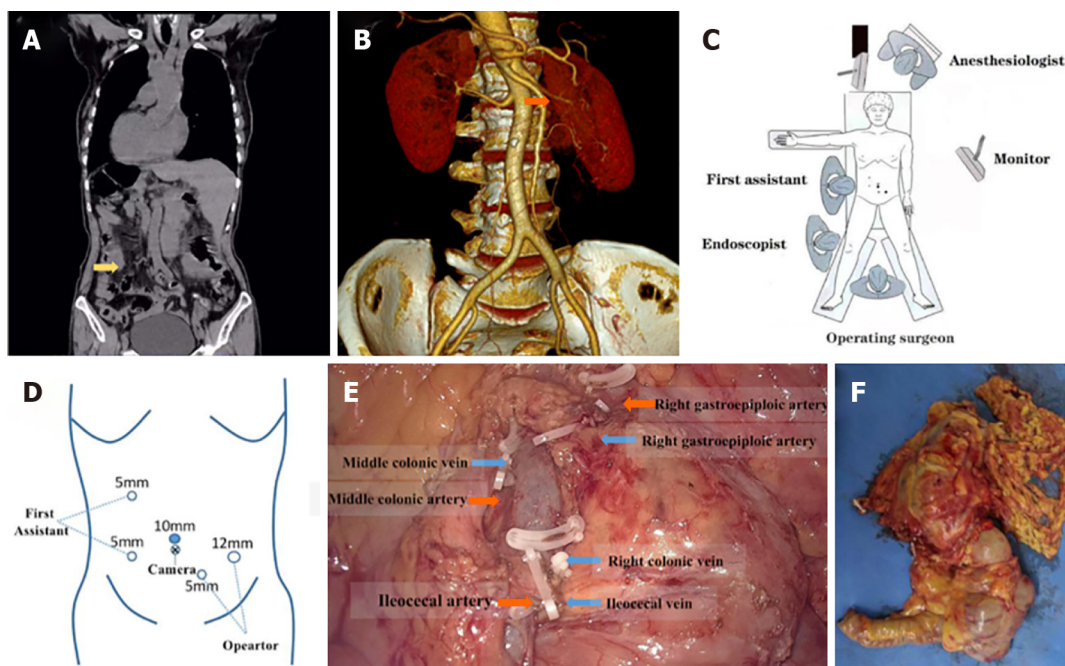 A
B
C
Anesthesiologist
Monitor
First assistant
Endoscopist
Operating surgeon
D
5mm
First
Assistant
10mm
5mm
12mm
Camera
5mm
Opeartor
E
Right gastroepiploic artery
Right gastroepiploic artery
Middle colonic vein
Middle colonic artery
Right colonic vein
Ileocecal artery
Ileocecal vein
F